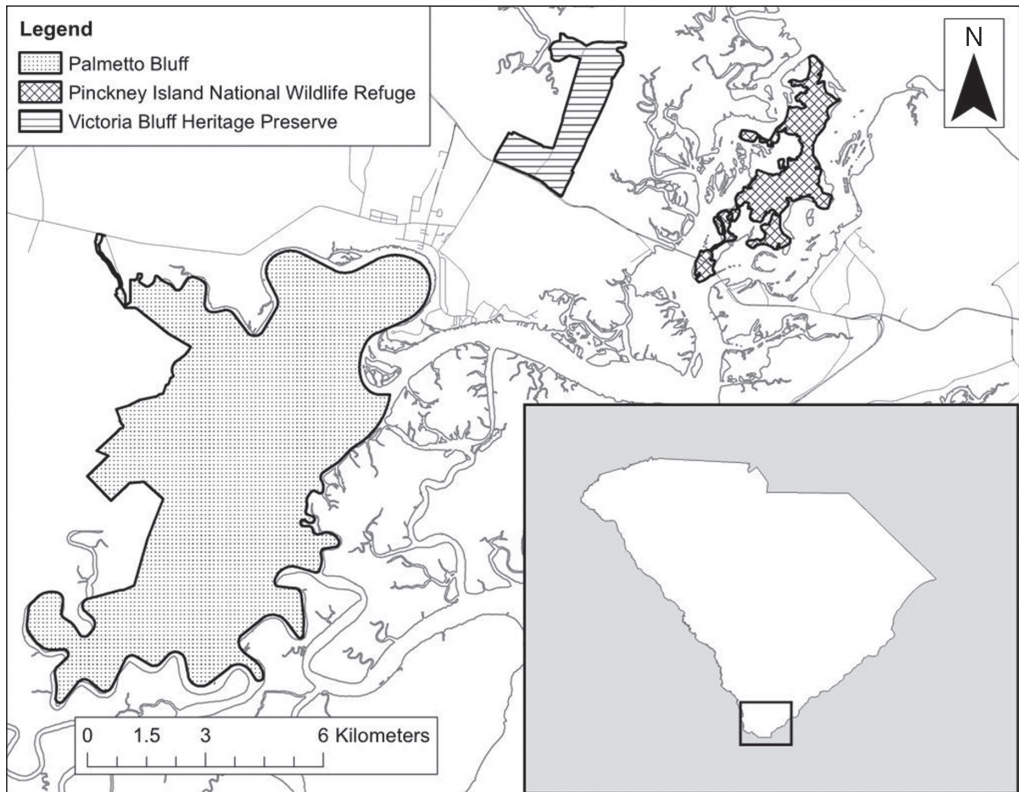 Legend
Palmetto Bluff
Pinckney Island National Wildlife Refuge
Victoria Bluff Heritage Preserve
N
0 1.5 3 6 Kilometers